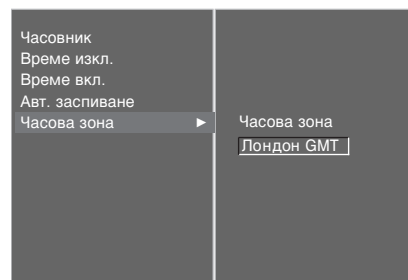 Часовник
Време изкл.
Време вкл.
Авт. заспиване
Часова зона ►
Часова зона
Лондон GMT